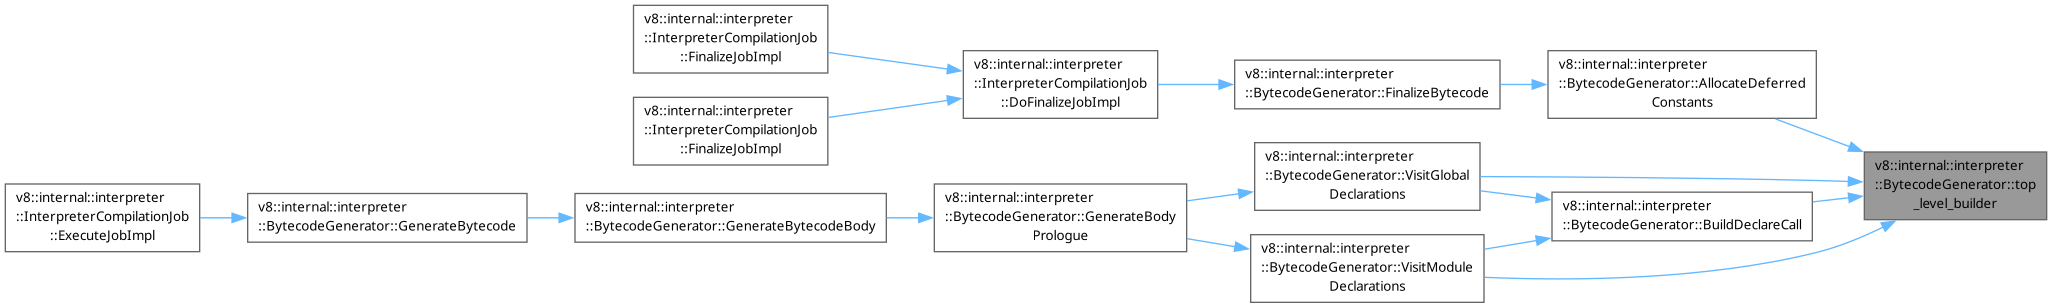 v8::internal::interpreter
::InterpreterCompilationJob
::FinalizeJobImpl
v8::internal::interpreter
::InterpreterCompilationJob
::FinalizeJobImpl
v8::internal::interpreter
::InterpreterCompilationJob
::DoFinalizeJobImpl
v8::internal::interpreter
::BytecodeGenerator::FinalizeBytecode
v8::internal::interpreter
::BytecodeGenerator::AllocateDeferred
Constants
v8::internal::interpreter
::InterpreterCompilationJob
::ExecuteJobImpl
v8::internal::interpreter
::BytecodeGenerator::GenerateBytecode
v8::internal::interpreter
::BytecodeGenerator::GenerateBytecodeBody
v8::internal::interpreter
::BytecodeGenerator::GenerateBody
Prologue
v8::internal::interpreter
::BytecodeGenerator::VisitGlobal
Declarations
v8::internal::interpreter
::BytecodeGenerator::VisitModule
Declarations
v8::internal::interpreter
::BytecodeGenerator::BuildDeclareCall
v8::internal::interpreter
::BytecodeGenerator::top
_level_builder